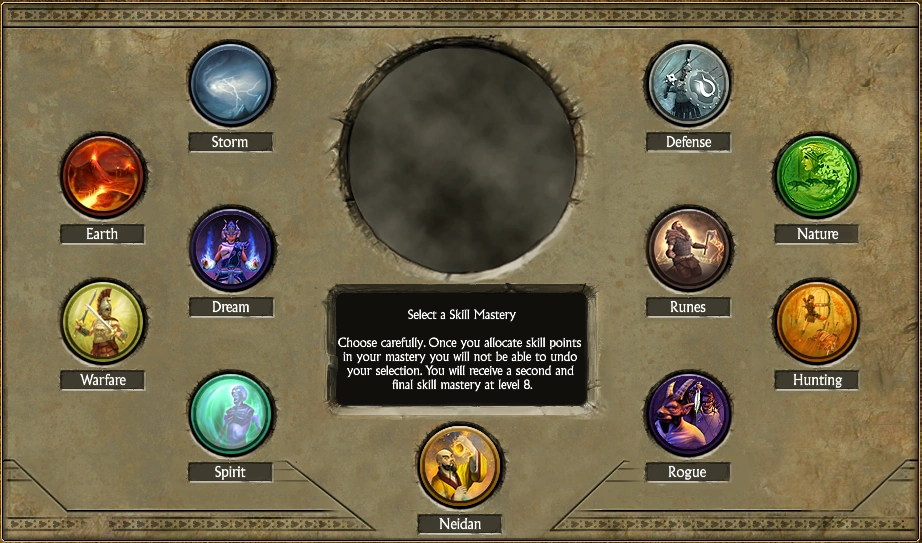 Storm
Defense
Earth
Nature
Dream
Runes
Select a Skill Mastery
Choose carefully. Once you allocate skill points
in your mastery you will not be able to undo
your selection. You will receive a second and
final skill mastery at level 8.
Warfare
Hunting
Spirit
Rogue
Neidan